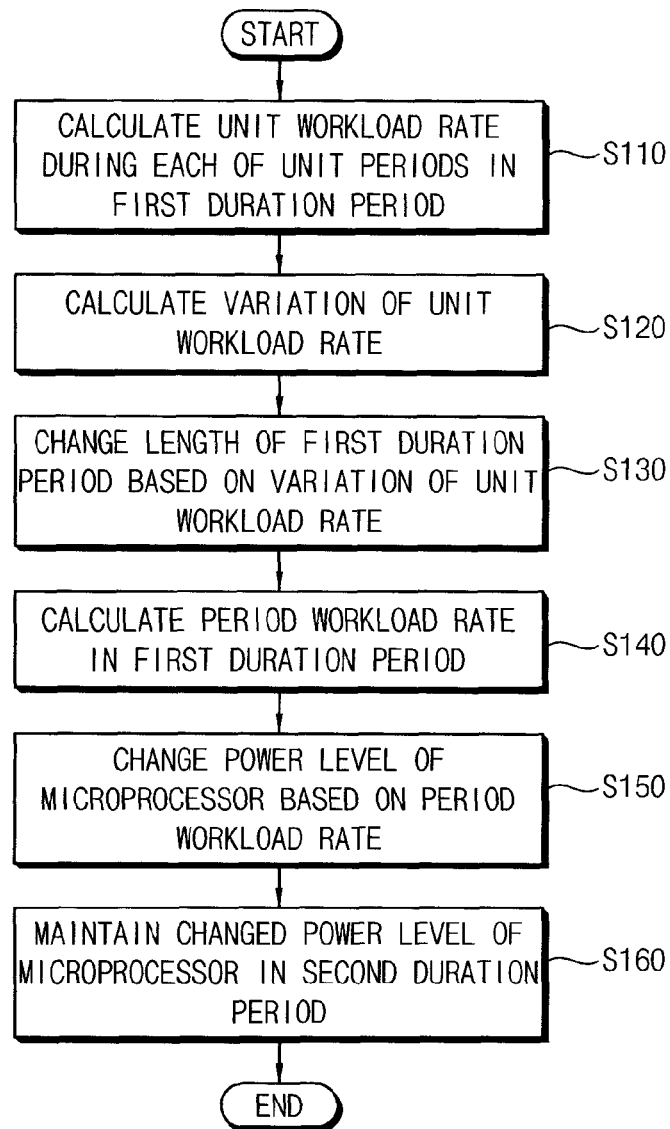 START
CALCULATE UNIT WORKLOAD RATE
DURING EACH OF UNIT PERIODS IN
FIRST DURATION PERIOD
S110
CALCULATE VARIATION OF UNIT
WORKLOAD RATE
S120
CHANGE LENGTH OF FIRST DURATION
PERIOD BASED ON VARIATION OF UNIT
WORKLOAD RATE
S130
CALCULATE PERIOD WORKLOAD RATE
IN FIRST DURATION PERIOD
S140
CHANGE POWER LEVEL OF
MICROPROCESSOR BASED ON PERIOD
WORKLOAD RATE
S150
MAINTAIN CHANGED POWER LEVEL OF
MICROPROCESSOR IN SECOND DURATION
PERIOD
S160
END